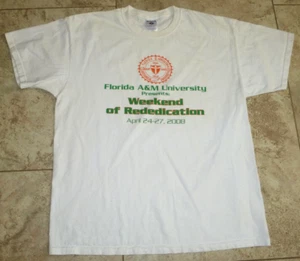 Florida A&M University
Presents:
Weekend
of Rededication
April 24-27, 2008